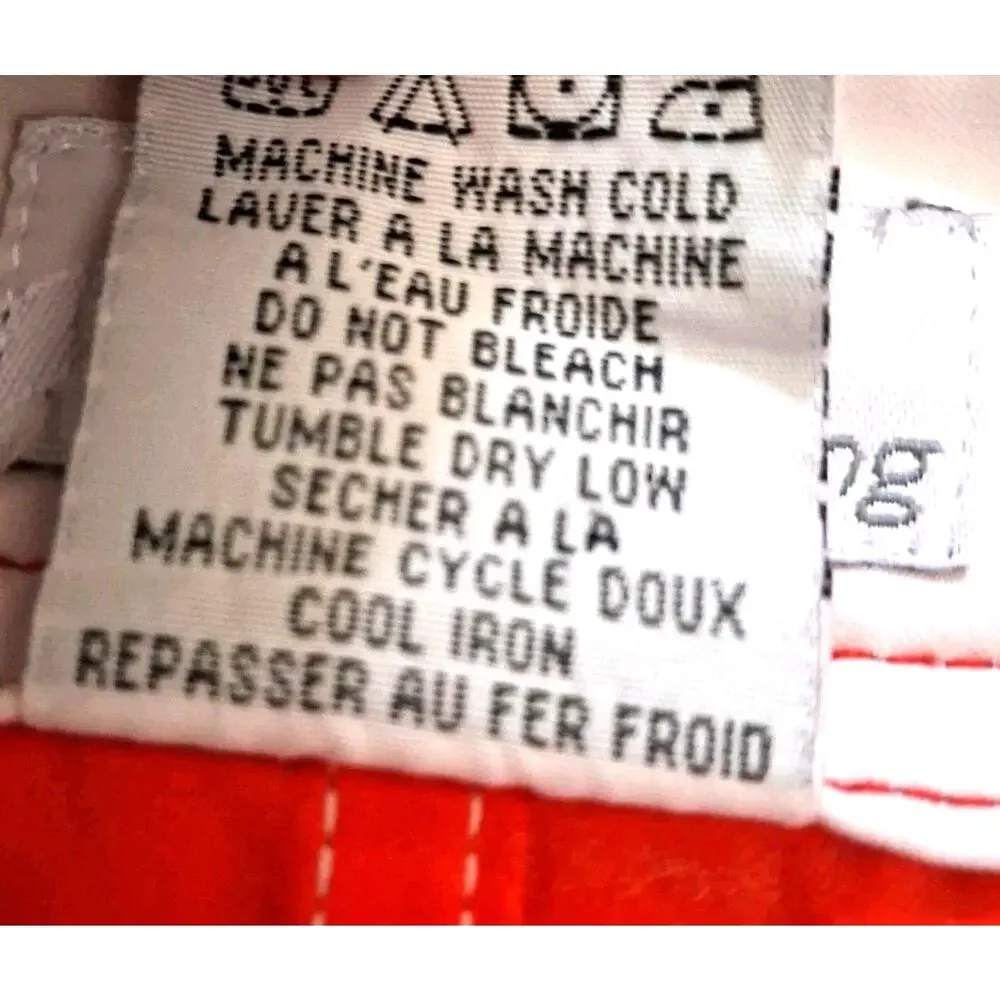 MACHINE WASH COLD
LAVER A LA MACHINE
A L'EAU FROIDE
DO NOT BLEACH
NE PAS BLANCHIR
TUMBLE DRY LOW
SECHER A LA
MACHINE CYCLE DOUX
COOL IRON
REPASSER AU FER FROID
ng